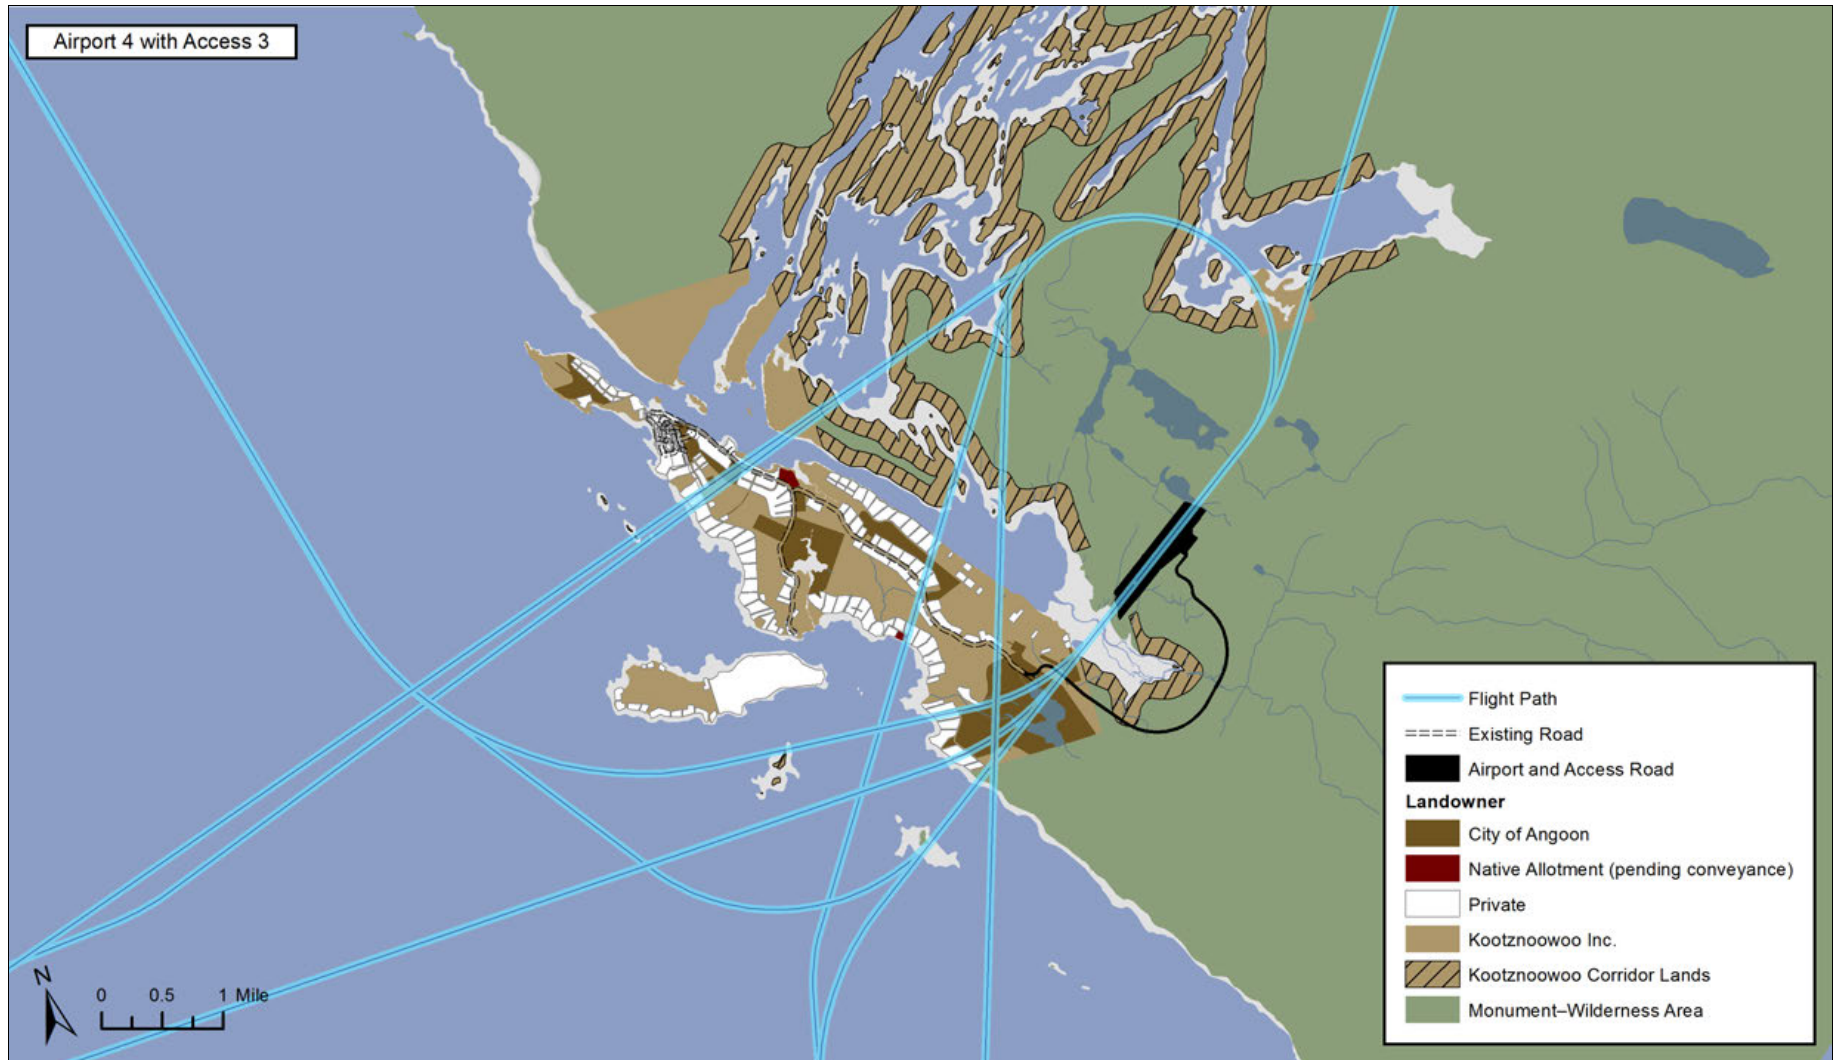 Airport 4 with Access 3
Flight Path
Existing Road
Airport and Access Road
Landowner
City of Angoon
Native Allotment (pending conveyance)
Private
Kootznoowoo Inc.
Kootznoowoo Corridor Lands
Monument–Wilderness Area
N
0 0.5 1 Mile